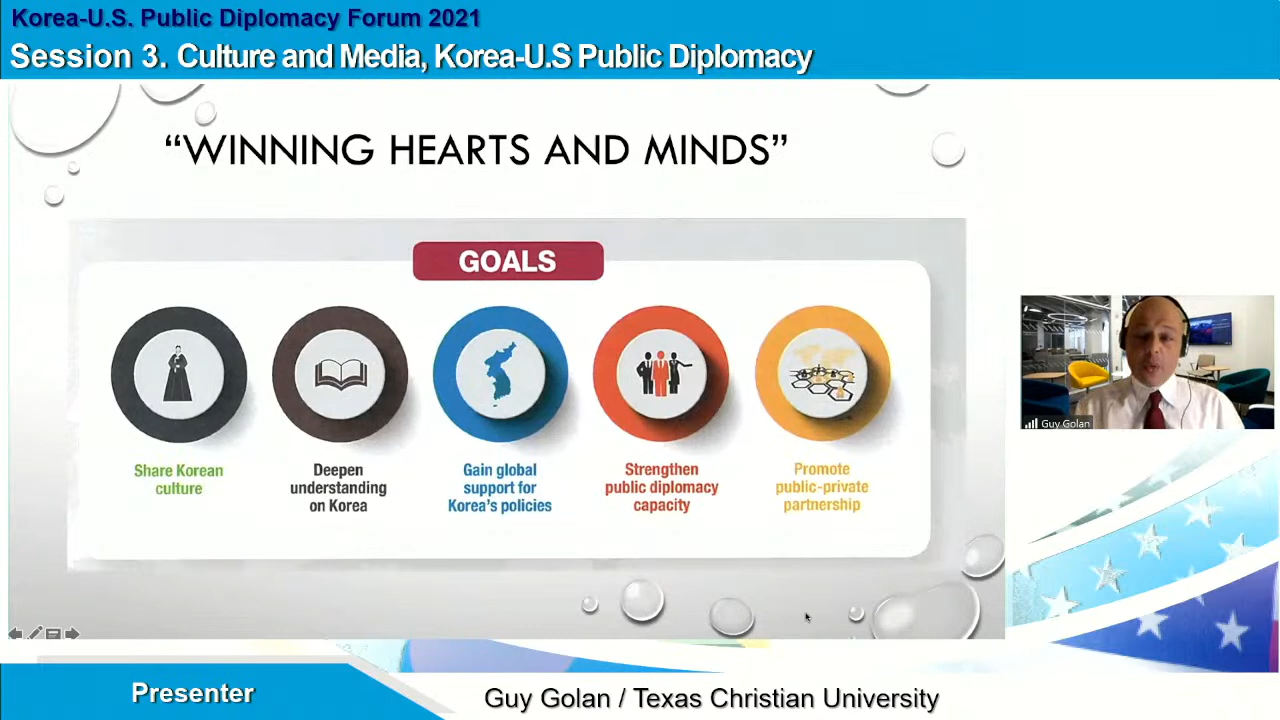 Korea-U.S. Public Diplomacy Forum 2021
Session 3. Culture and Media, Korea-U.S Public Diplomacy
“WINNING HEARTS AND MINDS”
GOALS
Share Korean
culture
Deepen
understanding
on Korea
Gain global
support for
Korea's policies
Strengthen
public diplomacy
capacity
Promote
public-private
partnership
Guy Golan
Presenter
Guy Golan / Texas Christian University